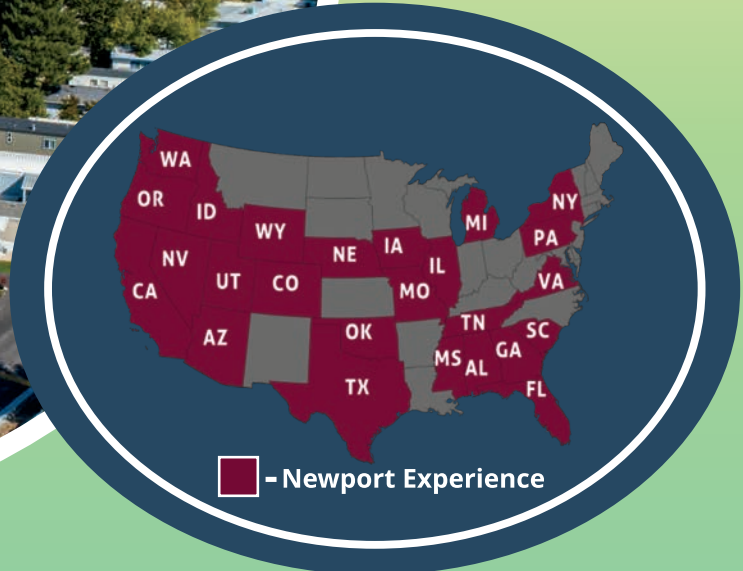 WA
OR
ID
WY
NV
UT
CO
CA
AZ
NE
IA
IL
MO
OK
TX
MI
NY
PA
VA
TN
SC
MS
AL
GA
FL
- Newport Experience